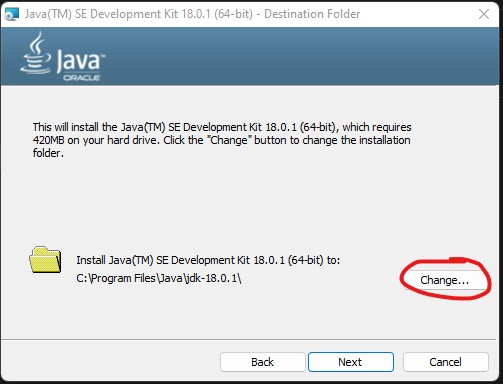 Java(TM) SE Development Kit 18.0.1 (64-bit) - Destination Folder
Java™
ORACLE
This will install the Java(TM) SE Development Kit 18.0.1 (64-bit), which requires
420MB on your hard drive. Click the "Change" button to change the installation
folder.
Install Java(TM) SE Development Kit 18.0.1 (64-bit) to:
C:\Program Files\Java\jdk-18.0.1\
Change...
Back
Next
Cancel